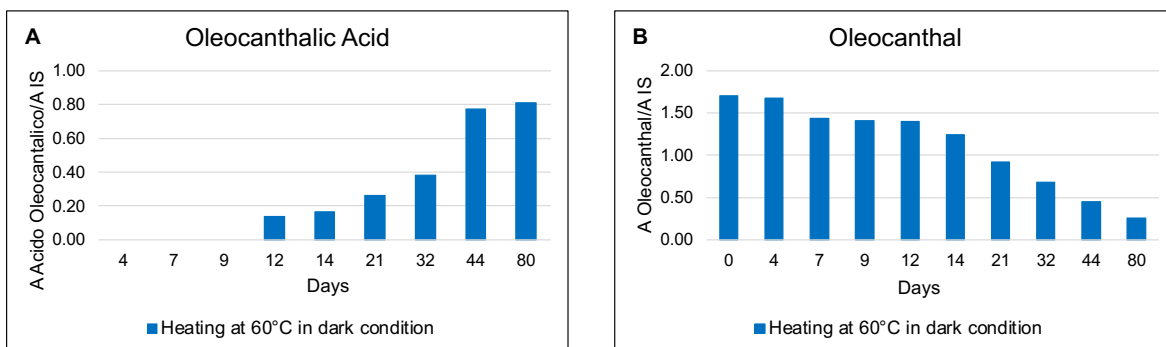 A
Oleocanthalic Acid
A Acido Oleocantalico/A IS
1.00
0.80
0.60
0.40
0.20
0.00
4 7 9 12 14 21 32 44 80
Days
Heating at 60°C in dark condition
B
Oleocanthal
A Oleocanthal/A IS
2.00
1.50
1.00
0.50
0.00
0 4 7 9 12 14 21 32 44 80
Days
Heating at 60°C in dark condition